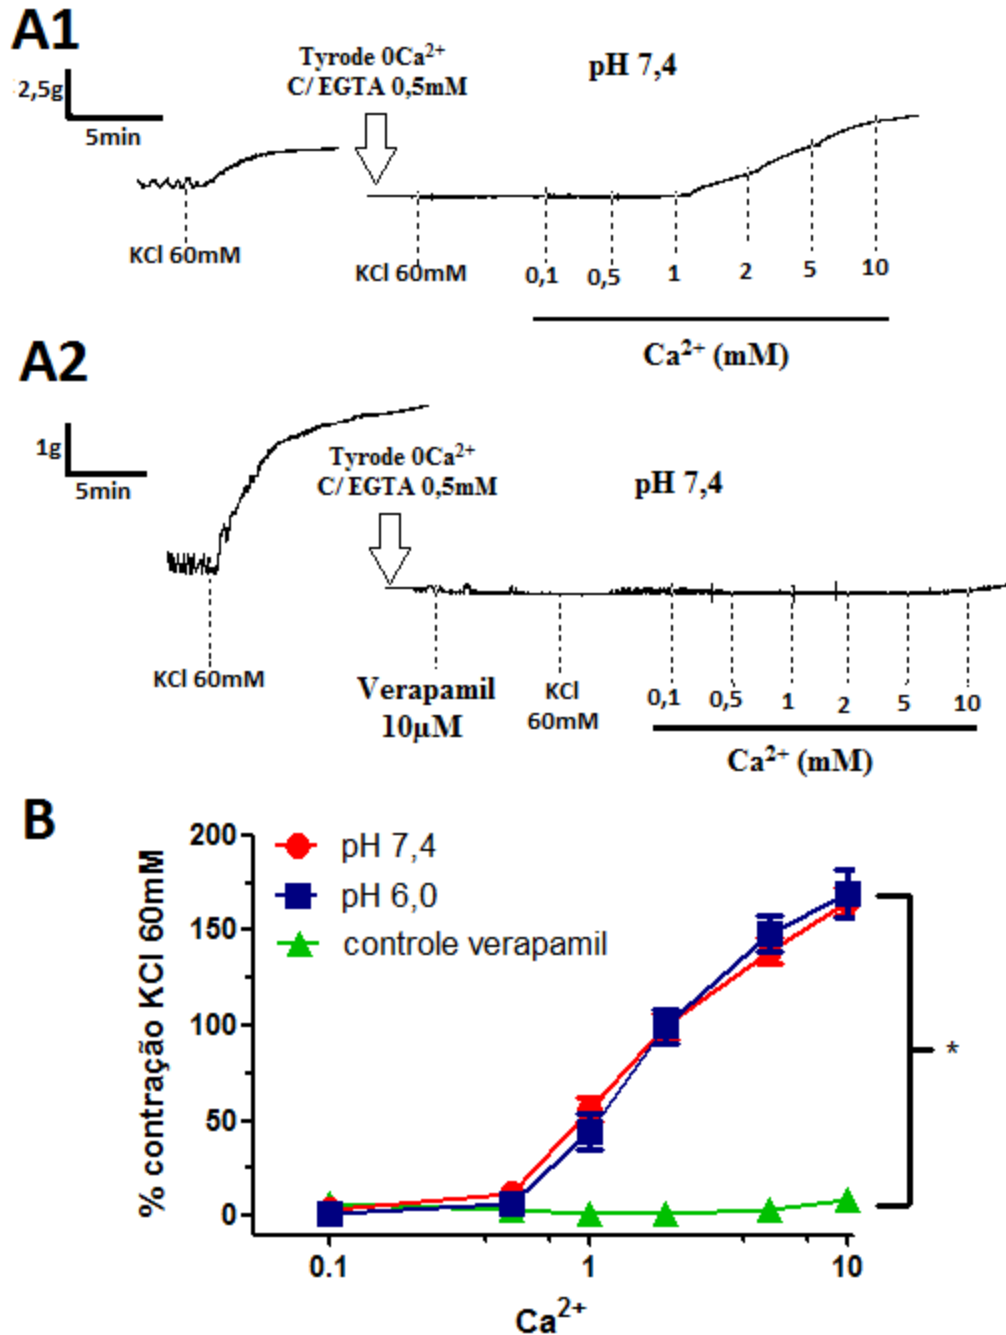 A1
2,5g
5min
Tyrode 0Ca²⁺
C/ EGTA 0,5mM
pH 7,4
KCl 60mM
KCl 60mM
0,1
0,5
1
2
5
10
Ca²⁺ (mM)
A2
1g
5min
Tyrode 0Ca²⁺
C/ EGTA 0,5mM
pH 7,4
KCl 60mM
Verapamil
10µM
KCl
60mM
0,1
0,5
1
2
5
10
Ca²⁺ (mM)
B
% contração KCl 60mM
200
150
100
50
0
pH 7,4
pH 6,0
controle verapamil
*
0.1
1
10
Ca²⁺